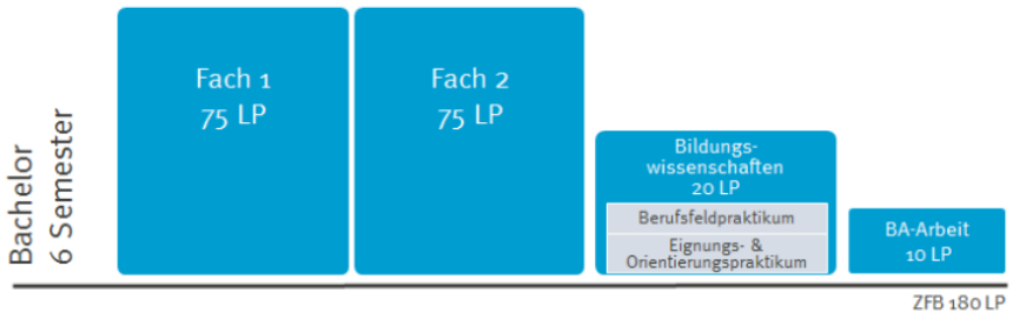 Bachelor
6 Semester
Fach 1
75 LP
Fach 2
75 LP
Bildungs-
wissenschaften
20 LP
Berufsfeldpraktikum
Eignungs- &
Orientierungspraktikum
BA-Arbeit
10 LP
ZFB 180 LP